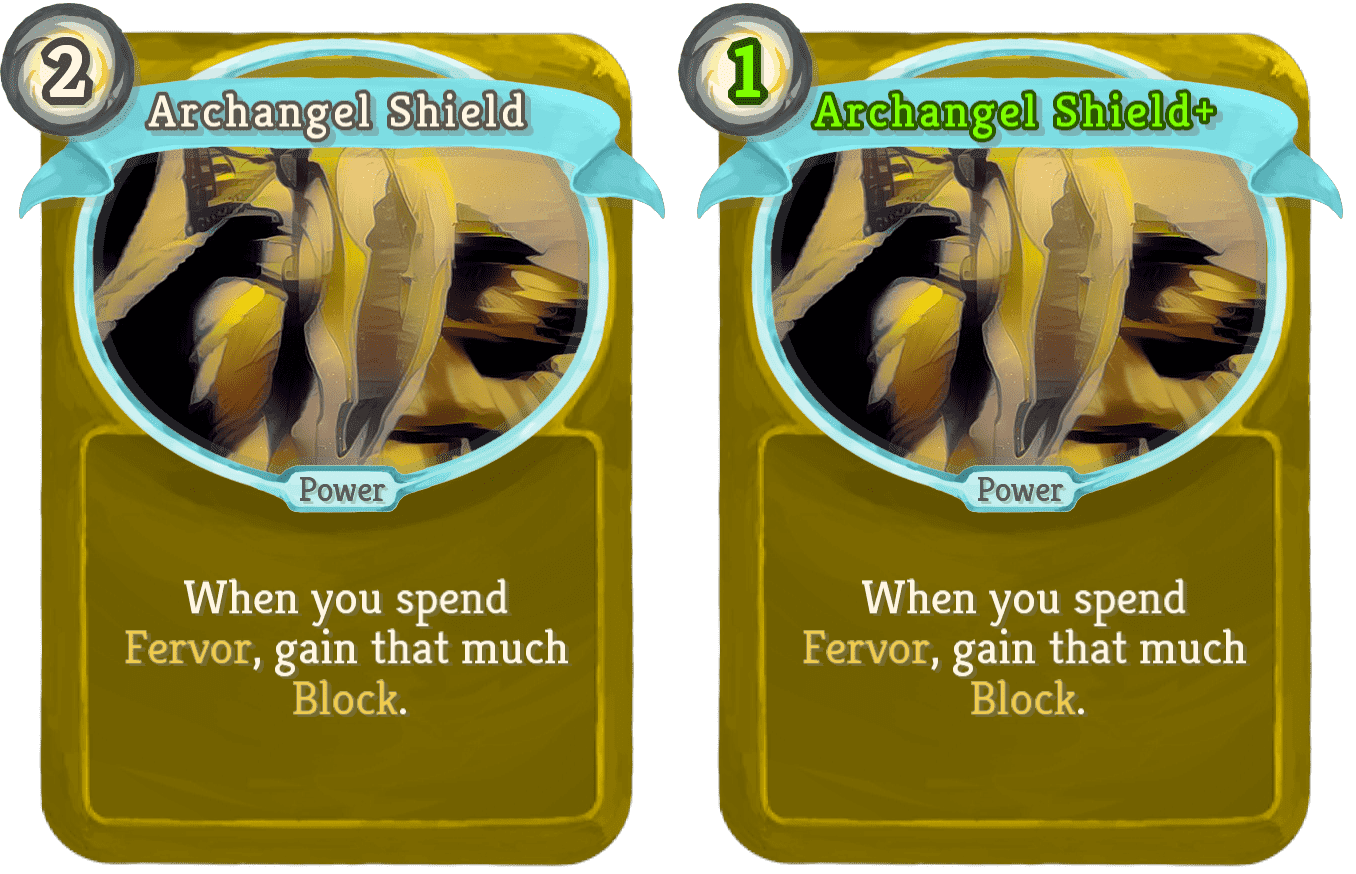 2
Archangel Shield
Power
When you spend
Fervor, gain that much
Block.
1
Archangel Shield+
Power
When you spend
Fervor, gain that much
Block.